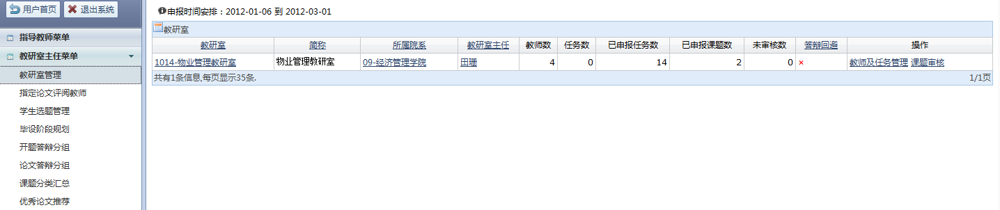 用户首页 退出系统
指导教师菜单
教研室主任菜单
教研室管理
指定论文评阅教师
学生选题管理
毕设阶段规划
开题答辩分组
论文答辩分组
课题分类汇总
优秀论文推荐
申报时间安排：2012-01-06 到 2012-03-01
教研室
教研室 简称 所属院系 教研室主任 教师数 任务数 已申报任务数 已申报课题数 未审核数 答辩回避 操作
1014-物业管理教研室 物业管理教研室 09-经济管理学院 田珊 4 0 14 2 0 × 教师及任务管理 课题审核
共有1条信息,每页显示35条. 1/1页